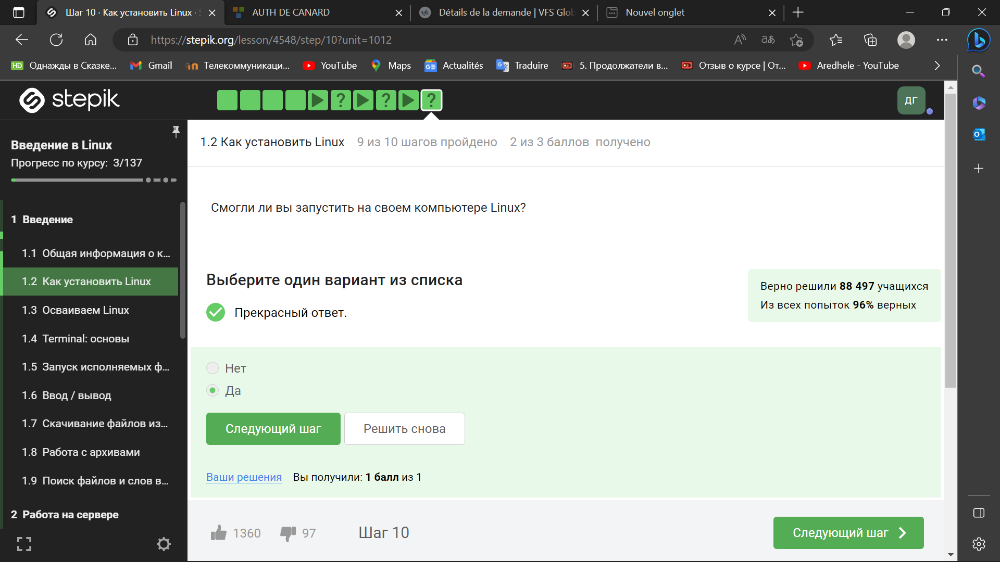 Шаг 10 · Как установить Linux ·
AUTH DE CANARD
Détails de la demande | VFS Glob
Nouvel onglet
https://stepik.org/lesson/4548/step/10?unit=1012
Однажды в Сказке...
Gmail
Телекоммуникаци...
YouTube
Maps
Actualités
Traduire
5. Продолжатели в...
Отзыв о курсе | От...
Aredhele - YouTube
stepik
ДГ
Введение в Linux
Прогресс по курсу: 3/137
1 Введение
1.1 Общая информация о к...
1.2 Как установить Linux
1.3 Осваиваем Linux
1.4 Terminal: основы
1.5 Запуск исполняемых ф...
1.6 Ввод / вывод
1.7 Скачивание файлов из...
1.8 Работа с архивами
1.9 Поиск файлов и слов в...
2 Работа на сервере
1.2 Как установить Linux 9 из 10 шагов пройдено 2 из 3 баллов получено
Смогли ли вы запустить на своем компьютере Linux?
Выберите один вариант из списка
Прекрасный ответ.
Верно решили 88 497 учащихся
Из всех попыток 96% верных
Нет
Да
Следующий шаг
Решить снова
Ваши решения Вы получили: 1 балл из 1
1360
97
Шаг 10
Следующий шаг